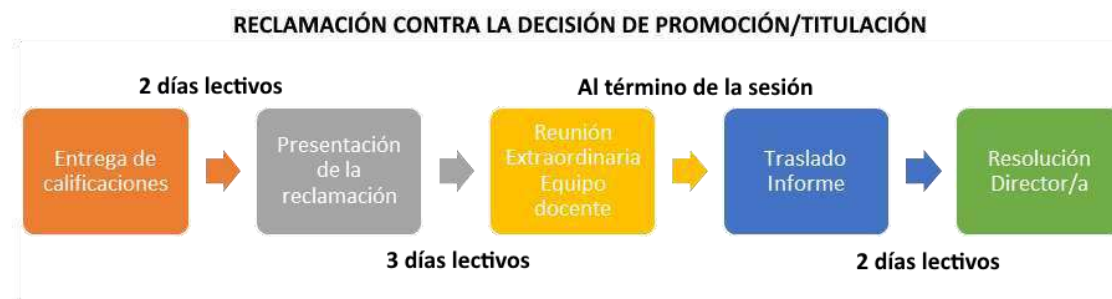 RECLAMACIÓN CONTRA LA DECISIÓN DE PROMOCIÓN/TITULACIÓN
2 días lectivos
Al término de la sesión
Entrega de
calificaciones
Presentación
de la
reclamación
Reunión
Extraordinaria
Equipo
docente
Traslado
Informe
Resolución
Director/a
3 días lectivos
2 días lectivos